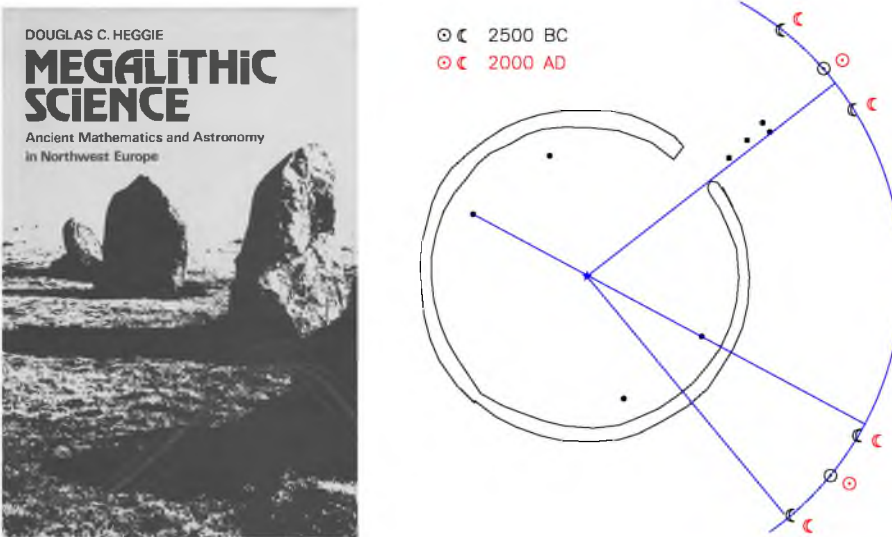 DOUGLAS C. HEGGIE
MEGALiTHiC
SCiENCE
Ancient Mathematics and Astronomy
in Northwest Europe
⊙☾ 2500 BC
⊙☾ 2000 AD